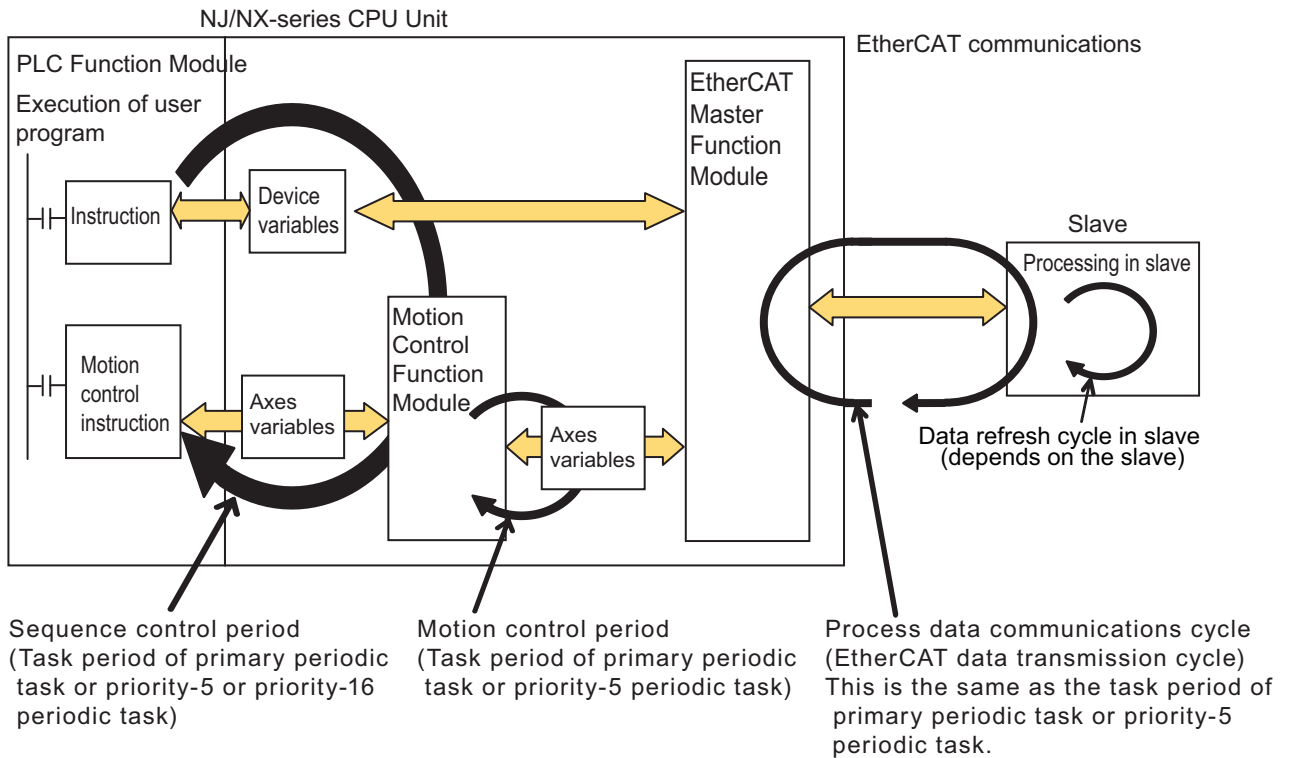 NJ/NX-series CPU Unit
EtherCAT communications
PLC Function Module
Execution of user
program
Instruction
Device
variables
EtherCAT
Master
Function
Module
Slave
Processing in slave
Motion
control
instruction
Axes
variables
Motion
Control
Function
Module
Axes
variables
Data refresh cycle in slave
(depends on the slave)
Sequence control period
(Task period of primary periodic
task or priority-5 or priority-16
periodic task)
Motion control period
(Task period of primary periodic
task or priority-5 periodic task)
Process data communications cycle
(EtherCAT data transmission cycle)
This is the same as the task period of
primary periodic task or priority-5
periodic task.